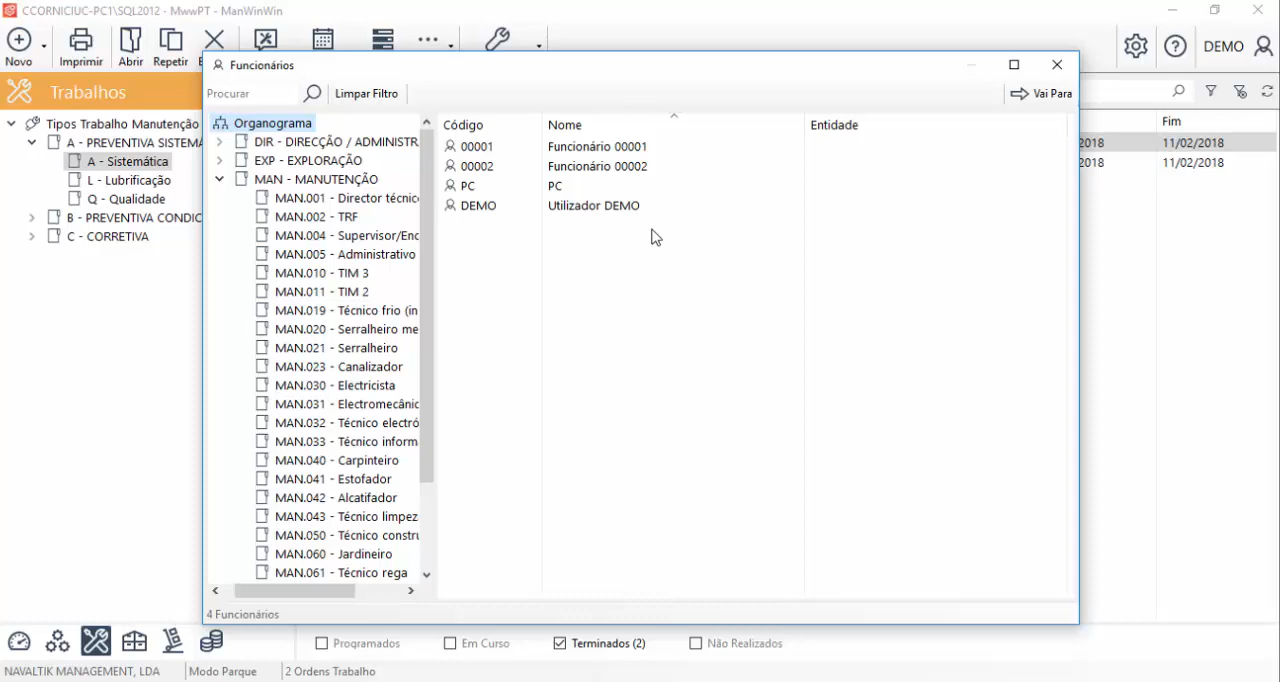 CCORNICIUC-PC1\SQL2012 - MwwPT - ManWinWin
Novo
Imprimir
Abrir
Repetir
DEMO
Trabalhos
Tipos Trabalho Manutenção
A - PREVENTIVA SISTEMA
A - Sistemática
L - Lubrificação
Q - Qualidade
B - PREVENTIVA CONDIC
C - CORRETIVA
Funcionários
Procurar
Limpar Filtro
Vai Para
Organograma
DIR - DIRECÇÃO / ADMINISTR
EXP - EXPLORAÇÃO
MAN - MANUTENÇÃO
MAN.001 - Director técnico
MAN.002 - TRF
MAN.004 - Supervisor/Enc
MAN.005 - Administrativo
MAN.010 - TIM 3
MAN.011 - TIM 2
MAN.019 - Técnico frio (in
MAN.020 - Serralheiro me
MAN.021 - Serralheiro
MAN.023 - Canalizador
MAN.030 - Electricista
MAN.031 - Electromecânic
MAN.032 - Técnico electró
MAN.033 - Técnico inform
MAN.040 - Carpinteiro
MAN.041 - Estofador
MAN.042 - Alcatifador
MAN.043 - Técnico limpez
MAN.050 - Técnico constru
MAN.060 - Jardineiro
MAN.061 - Técnico rega
Código Nome Entidade
00001 Funcionário 00001
00002 Funcionário 00002
PC PC
DEMO Utilizador DEMO
4 Funcionários
Fim
2018 11/02/2018
2018 11/02/2018
Programados Em Curso Terminados (2) Não Realizados
NAVALTIK MANAGEMENT, LDA Modo Parque 2 Ordens Trabalho